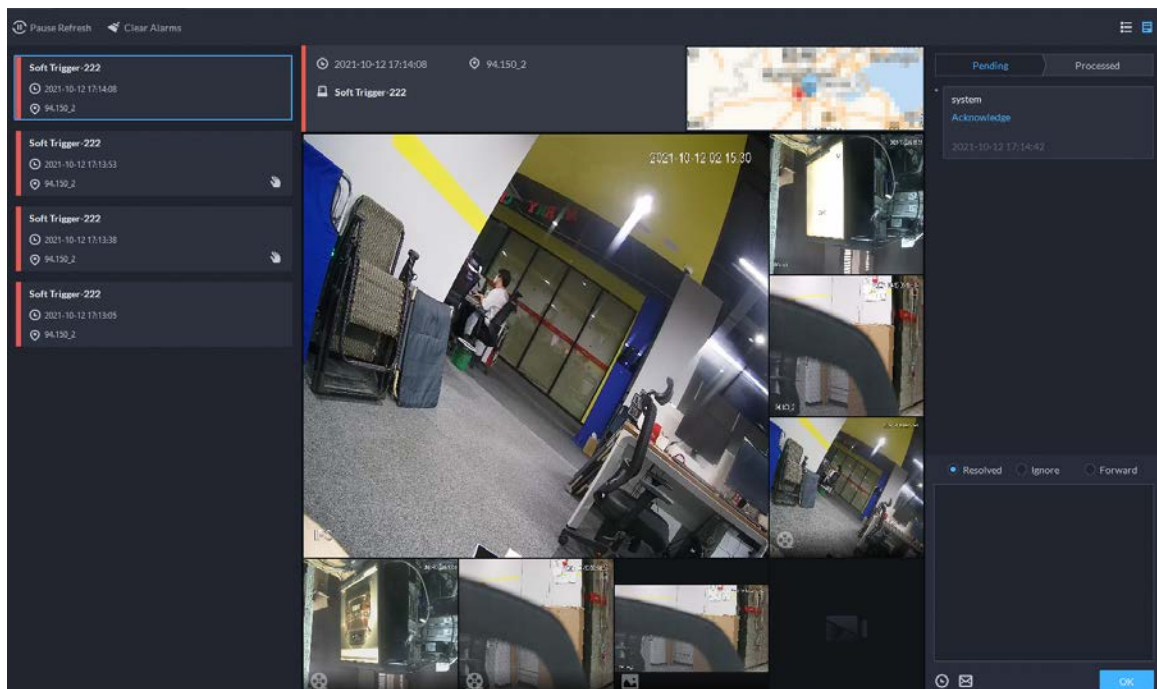 Pause Refresh
Clear Alarms
Soft Trigger-222
2021-10-12 17:14:08
94.150_2
Soft Trigger-222
2021-10-12 17:13:53
94.150_2
Soft Trigger-222
2021-10-12 17:13:38
94.150_2
Soft Trigger-222
2021-10-12 17:13:05
94.150_2
2021-10-12 17:14:08
94.150_2
Soft Trigger-222
2021-10-12 02:15:30
94.150_2
Pending
Processed
system
Acknowledge
2021-10-12 17:14:42
Resolved
Ignore
Forward
OK